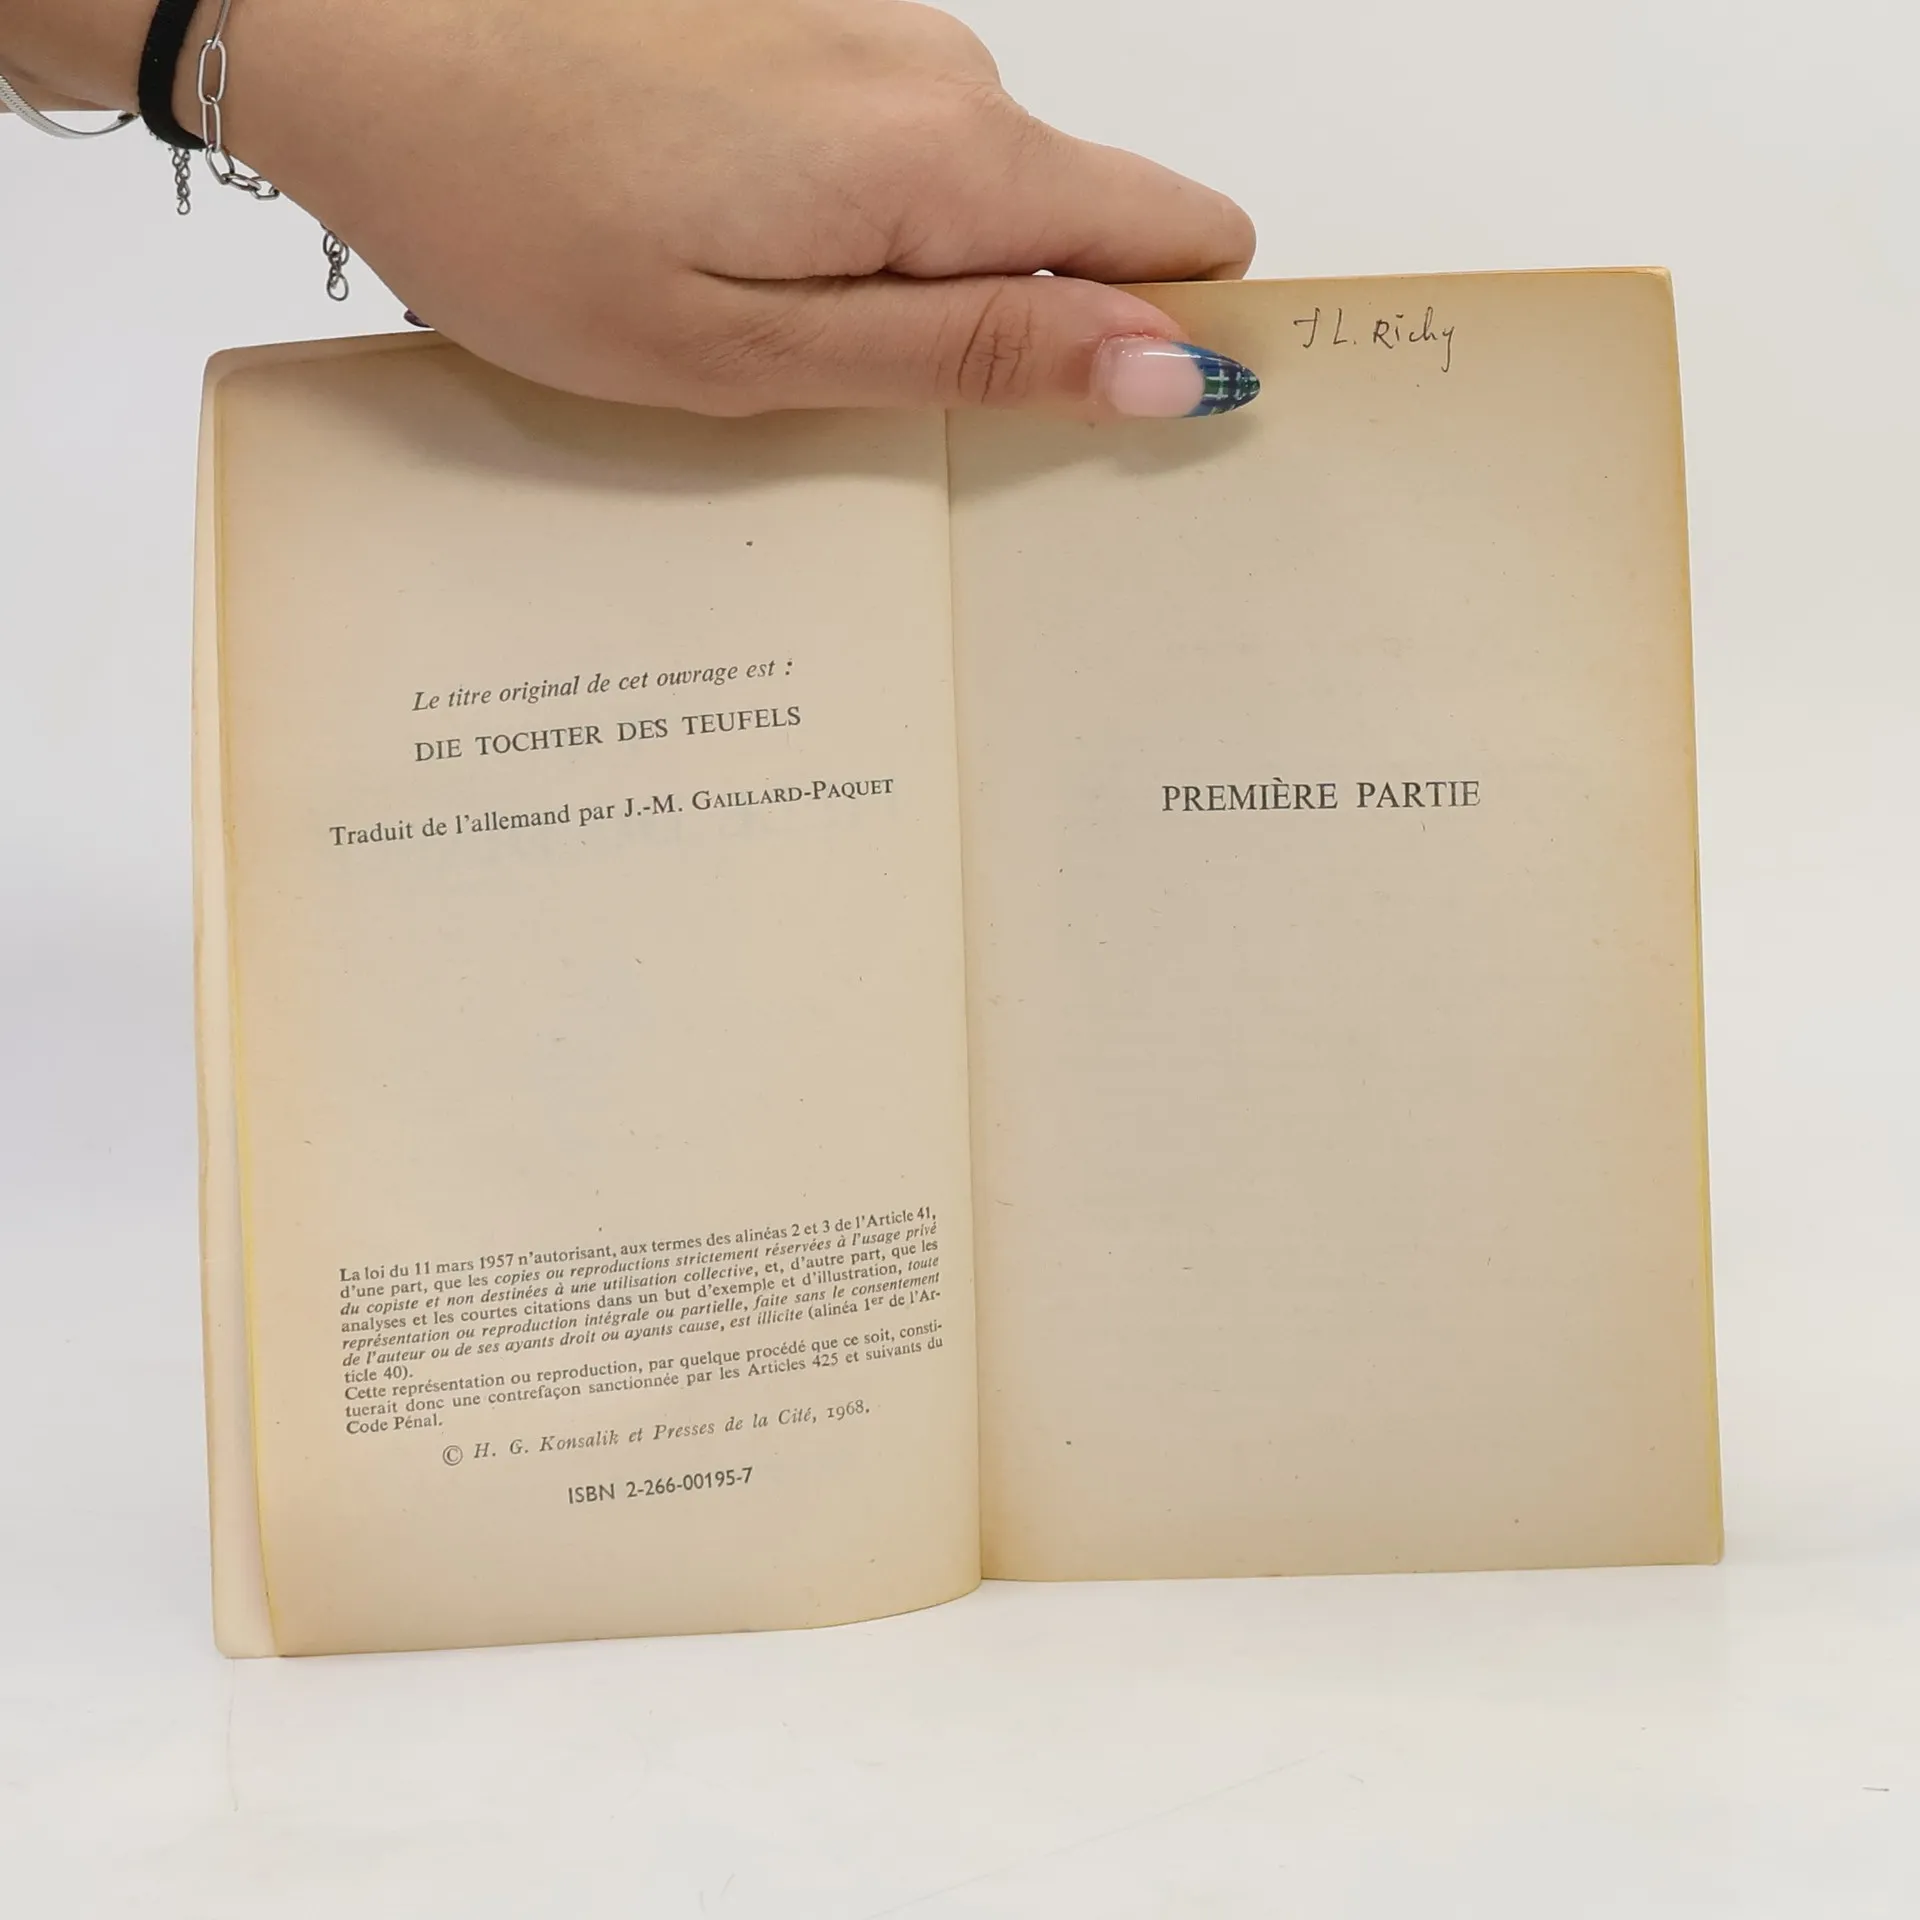 Le titre original de cet ouvrage est :
DIE TOCHTER DES TEUFELS
Traduit de l'allemand par J.-M. GAILLARD-PAQUET
La loi du 11 mars 1957 n'autorisant, aux termes des alinéas 2 et 3 de l'Article 41,
d'une part, que les copies ou reproductions strictement réservées à l'usage privé
du copiste et non destinées à une utilisation collective, et, d'autre part, que les
analyses et les courtes citations dans un but d'exemple et d'illustration, toute
représentation ou reproduction intégrale ou partielle, faite sans le consentement
de l'auteur ou de ses ayants droit ou ayants cause, est illicite (alinéa 1er de l'Ar-
ticle 40).
Cette représentation ou reproduction, par quelque procédé que ce soit, consti-
tuerait donc une contrefaçon sanctionnée par les Articles 425 et suivants du
Code Pénal.
© H. G. Konsalik et Presses de la Cité, 1968.
ISBN 2-266-00195-7
J L. Richy
PREMIÈRE PARTIE